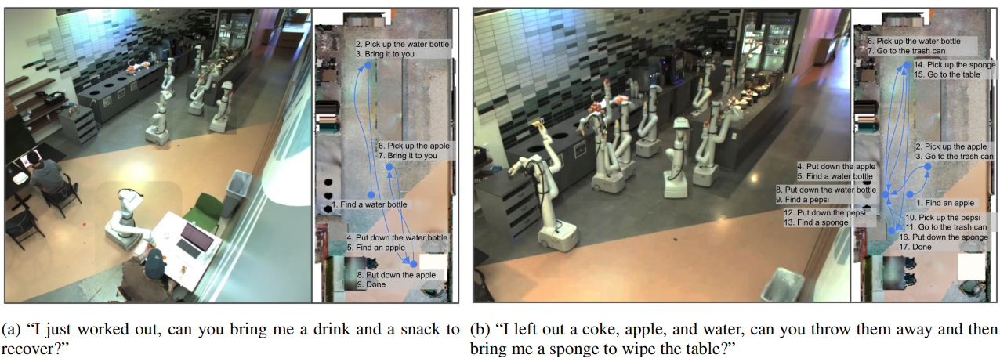 2. Pick up the water bottle
3. Bring it to you
6. Pick up the apple
7. Bring it to you
1. Find a water bottle
4. Put down the water bottle
5. Find an apple
8. Put down the apple
9. Done
6. Pick up the water bottle
7. Go to the trash can
14. Pick up the sponge
15. Go to the table
2. Pick up the apple
3. Go to the trash can
4. Put down the apple
5. Find a water bottle
8. Put down the water bottle
9. Find a pepsi
1. Find an apple
12. Put down the pepsi
13. Find a sponge
10. Pick up the pepsi
11. Go to the trash can
16. Put down the sponge
17. Done
(a) “I just worked out, can you bring me a drink and a snack to
recover?”
(b) “I left out a coke, apple, and water, can you throw them away and then
bring me a sponge to wipe the table?”